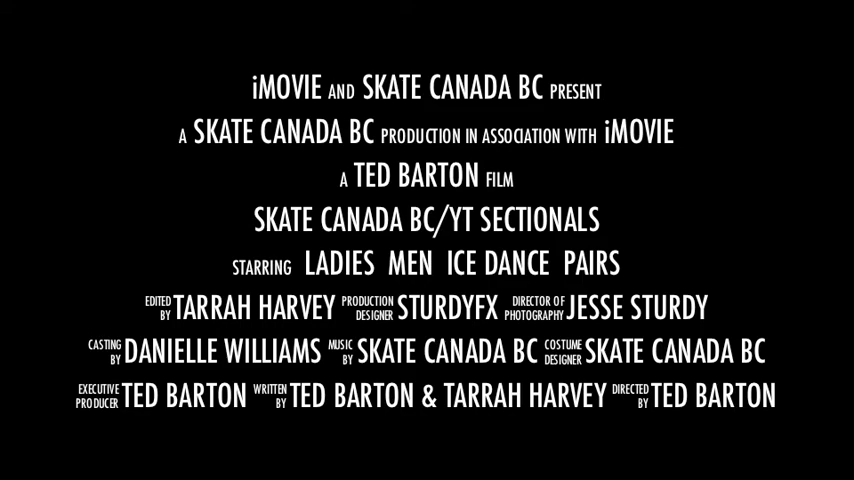 iMOVIE AND SKATE CANADA BC PRESENT
A SKATE CANADA BC PRODUCTION IN ASSOCIATION WITH iMOVIE
A TED BARTON FILM
SKATE CANADA BC/YT SECTIONALS
STARRING LADIES MEN ICE DANCE PAIRS
EDITED BY TARRAH HARVEY PRODUCTION DESIGNER STURDYFX DIRECTOR OF PHOTOGRAPHY JESSE STURDY
CASTING BY DANIELLE WILLIAMS MUSIC BY SKATE CANADA BC COSTUME DESIGNER SKATE CANADA BC
EXECUTIVE PRODUCER TED BARTON WRITTEN BY TED BARTON & TARRAH HARVEY DIRECTED BY TED BARTON